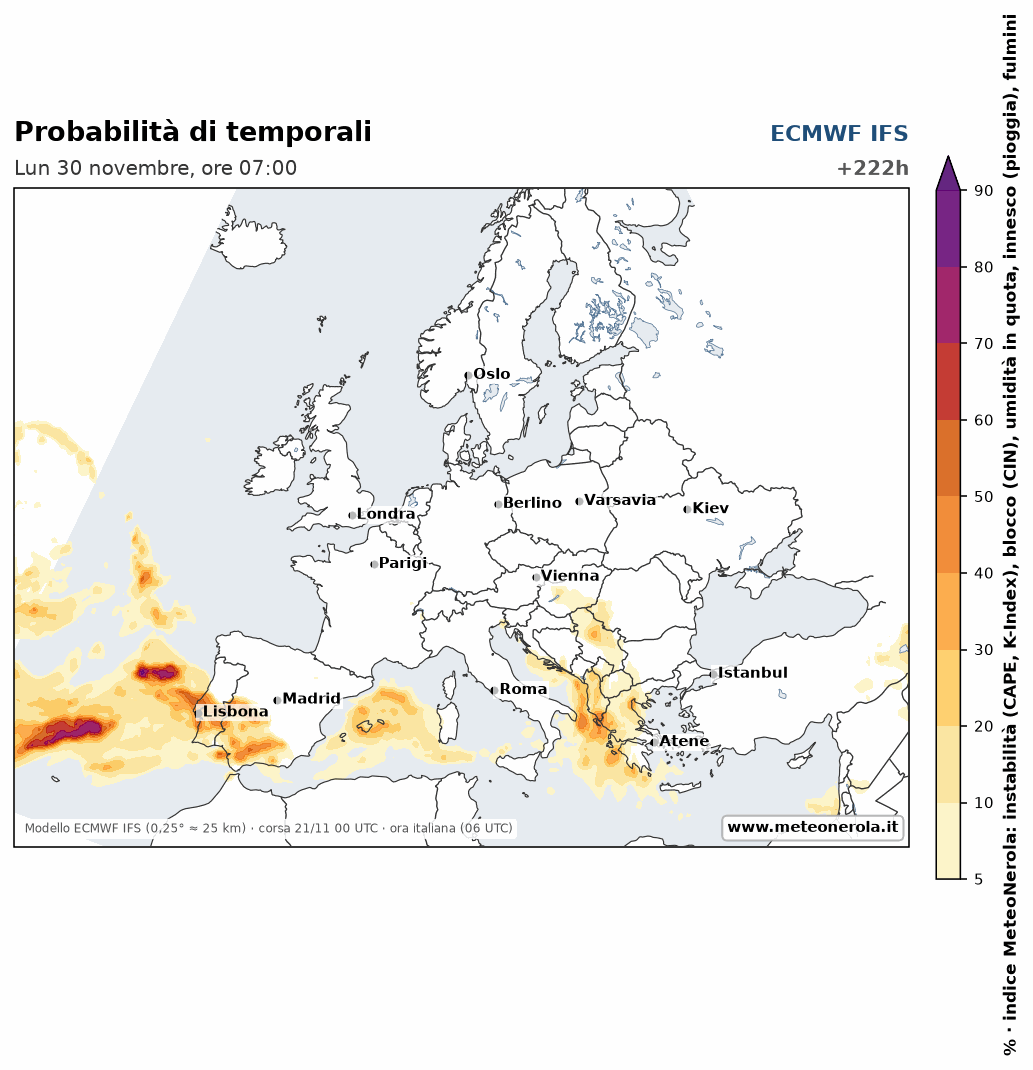 Probabilità di temporali
ECMWF IFS
Lun 30 novembre, ore 07:00
+222h
Oslo
Londra
Berlino
Varsavia
Kiev
Parigi
Vienna
Istanbul
Roma
Madrid
Lisbona
Atene
Modello ECMWF IFS (0,25° ≈ 25 km) · corsa 21/11 00 UTC · ora italiana (06 UTC)
www.meteonerola.it
90
80
70
60
50
40
30
20
10
5
% · indice MeteoNerola: instabilità (CAPE, K-Index), blocco (CIN), umidità in quota, innesco (pioggia), fulmini